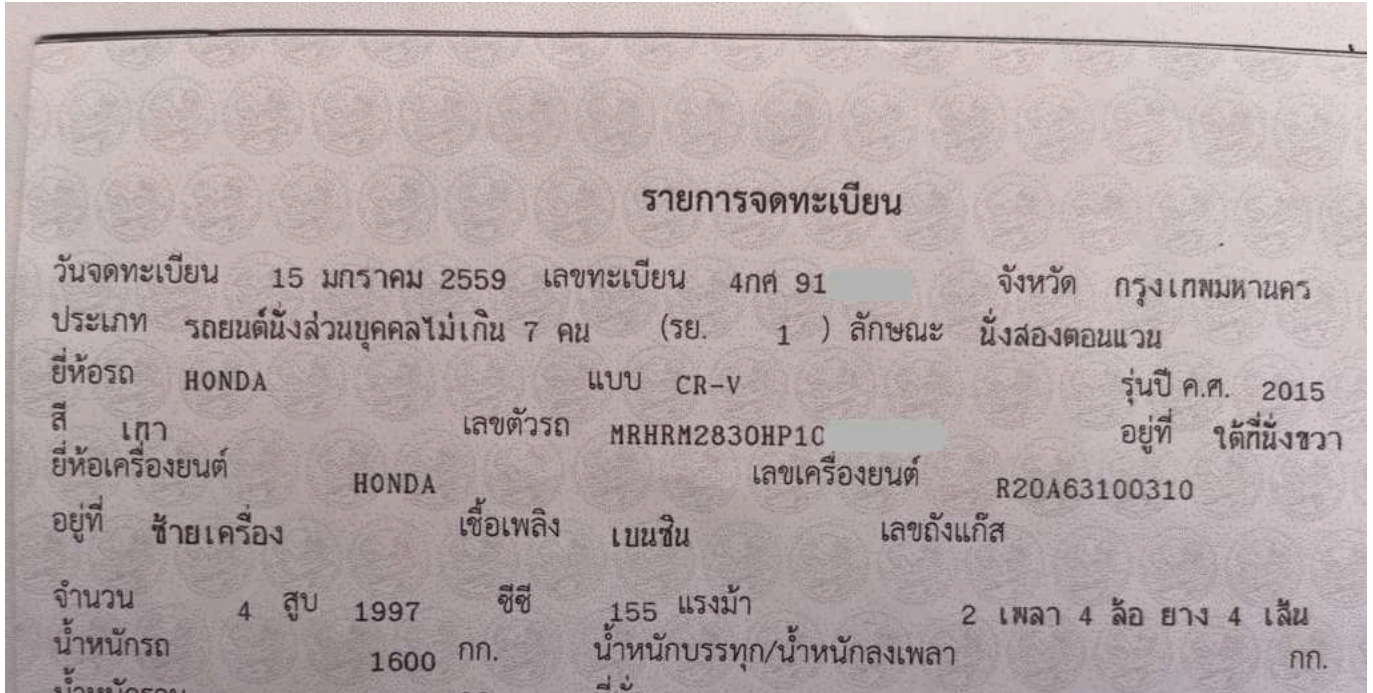 รายการจดทะเบียน
วันจดทะเบียน 15 มกราคม 2559 เลขทะเบียน 4กศ 91 จังหวัด กรุงเทพมหานคร
ประเภท รถยนต์นั่งส่วนบุคคลไม่เกิน 7 คน (รย. 1 ) ลักษณะ นั่งสองตอนแวน
ยี่ห้อรถ HONDA แบบ CR-V รุ่นปี ค.ศ. 2015
สี เทา เลขตัวรถ MRHRM2830HP10 อยู่ที่ ใต้ที่นั่งขวา
ยี่ห้อเครื่องยนต์ HONDA เลขเครื่องยนต์ R20A63100310
อยู่ที่ ซ้ายเครื่อง เชื้อเพลิง เบนซิน เลขถังแก๊ส
จำนวน 4 สูบ 1997 ซีซี 155 แรงม้า 2 เพลา 4 ล้อ ยาง 4 เส้น
น้ำหนักรถ 1600 กก. น้ำหนักบรรทุก/น้ำหนักลงเพลา กก.